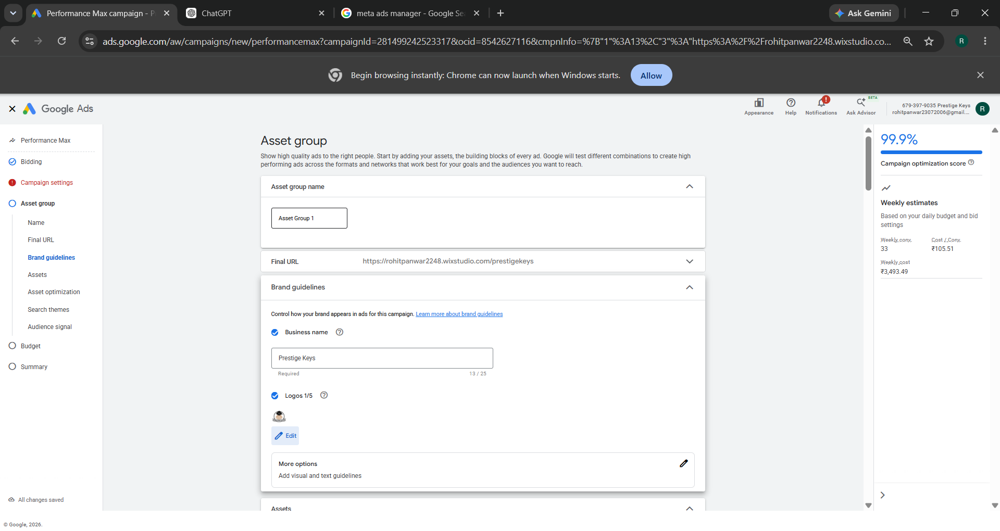 Performance Max campaign - P
ChatGPT
meta ads manager - Google Sea
Ask Gemini
ads.google.com/aw/campaigns/new/performancemax?campaignId=281499242523317&ocid=8542627116&cmpnInfo=%7B"1"%3A13%2C"3"%3A"https%3A%2F%2Frohitpanwar2248.wixstudio.co...
R
Begin browsing instantly: Chrome can now launch when Windows starts.
Allow
Google Ads
Appearance
Help
Notifications
BETA
Ask Advisor
679-397-9035 Prestige Keys
rohitpanwar23072006@gmail....
R
Performance Max
Bidding
Campaign settings
Asset group
Name
Final URL
Brand guidelines
Assets
Asset optimization
Search themes
Audience signal
Budget
Summary
All changes saved
© Google, 2026.
Asset group
Show high quality ads to the right people. Start by adding your assets, the building blocks of every ad. Google will test different combinations to create high
performing ads across the formats and networks that work best for your goals and the audiences you want to reach.
Asset group name
Asset Group 1
Final URL
https://rohitpanwar2248.wixstudio.com/prestigekeys
Brand guidelines
Control how your brand appears in ads for this campaign. Learn more about brand guidelines
Business name
Prestige Keys
Required
13 / 25
Logos 1/5
Edit
More options
Add visual and text guidelines
Assets
99.9%
Campaign optimization score
Weekly estimates
Based on your daily budget and bid
settings
Weekly conv.
Cost / Conv.
33
₹105.51
Weekly cost
₹3,493.49